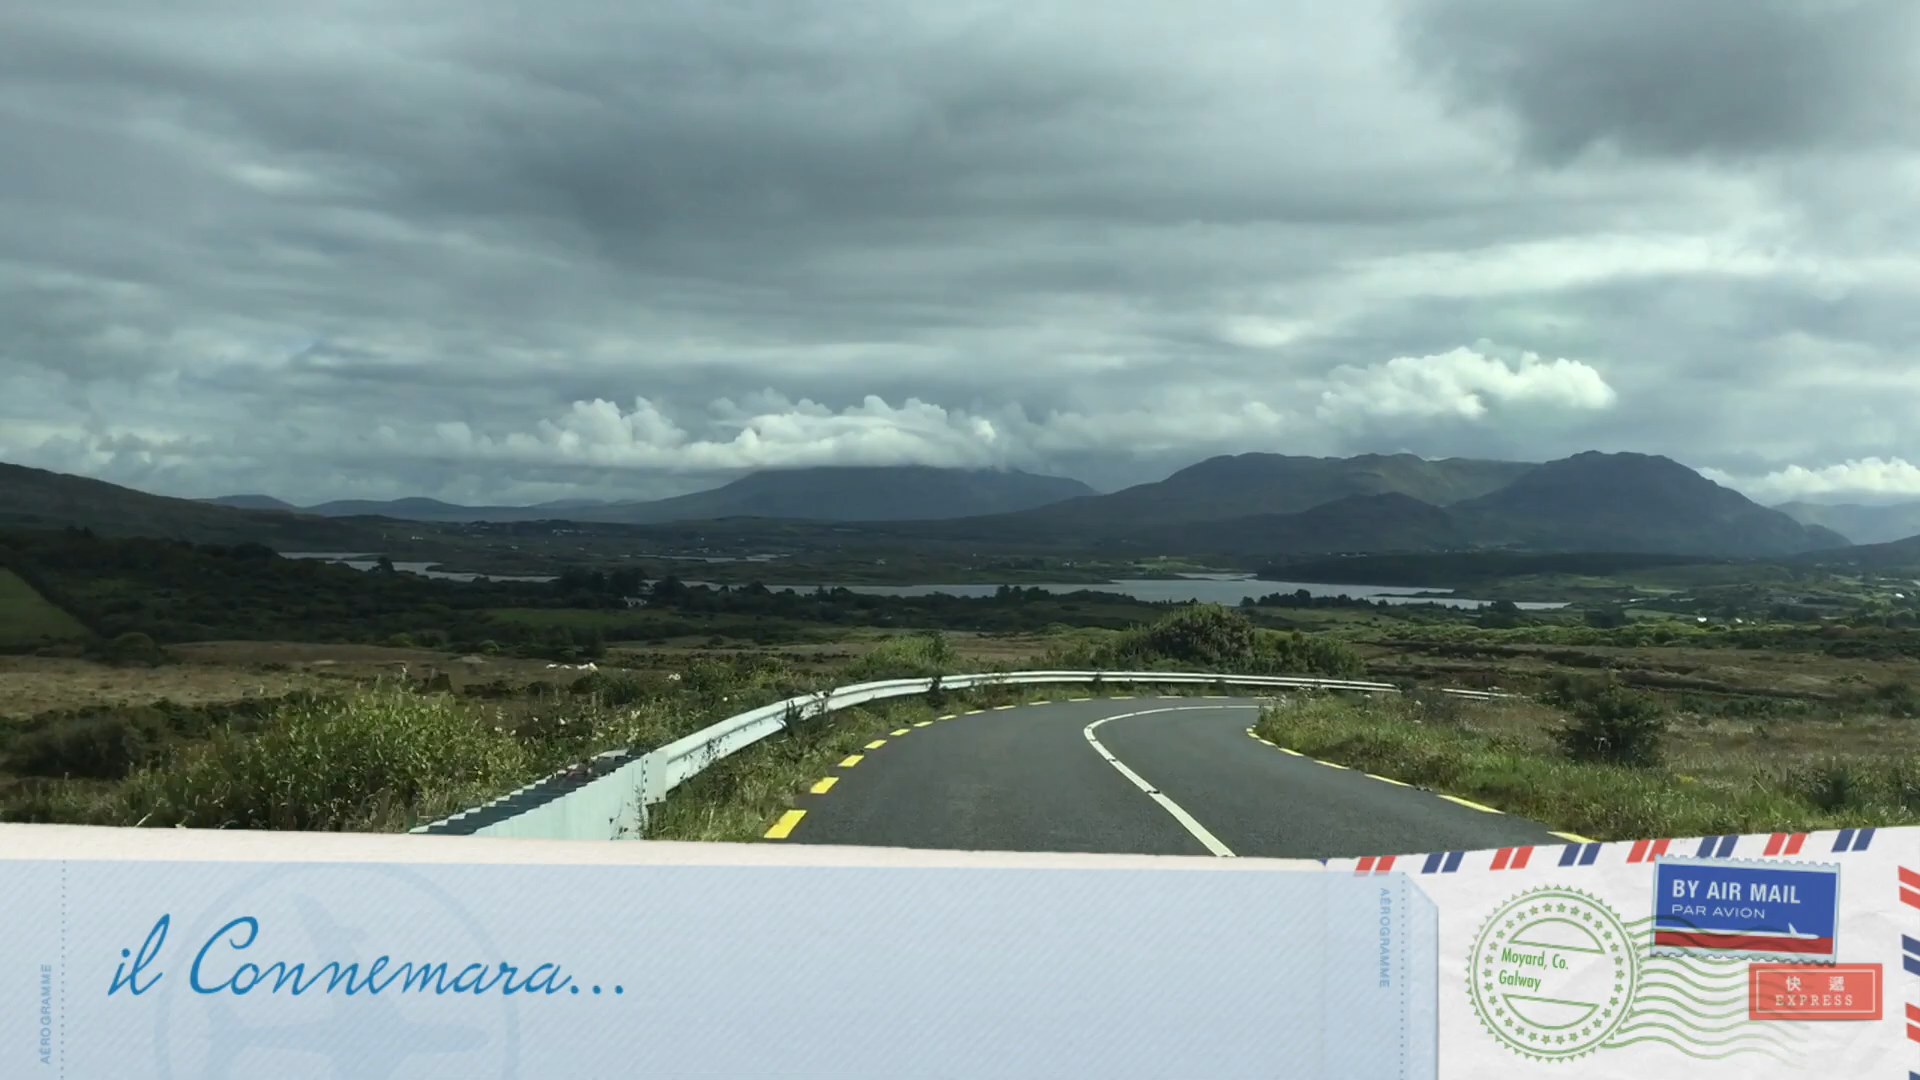 il Connemara...
AÉROGRAMME
AÉROGRAMME
BY AIR MAIL
PAR AVION
Moyard, Co.
Galway
快 遞
EXPRESS